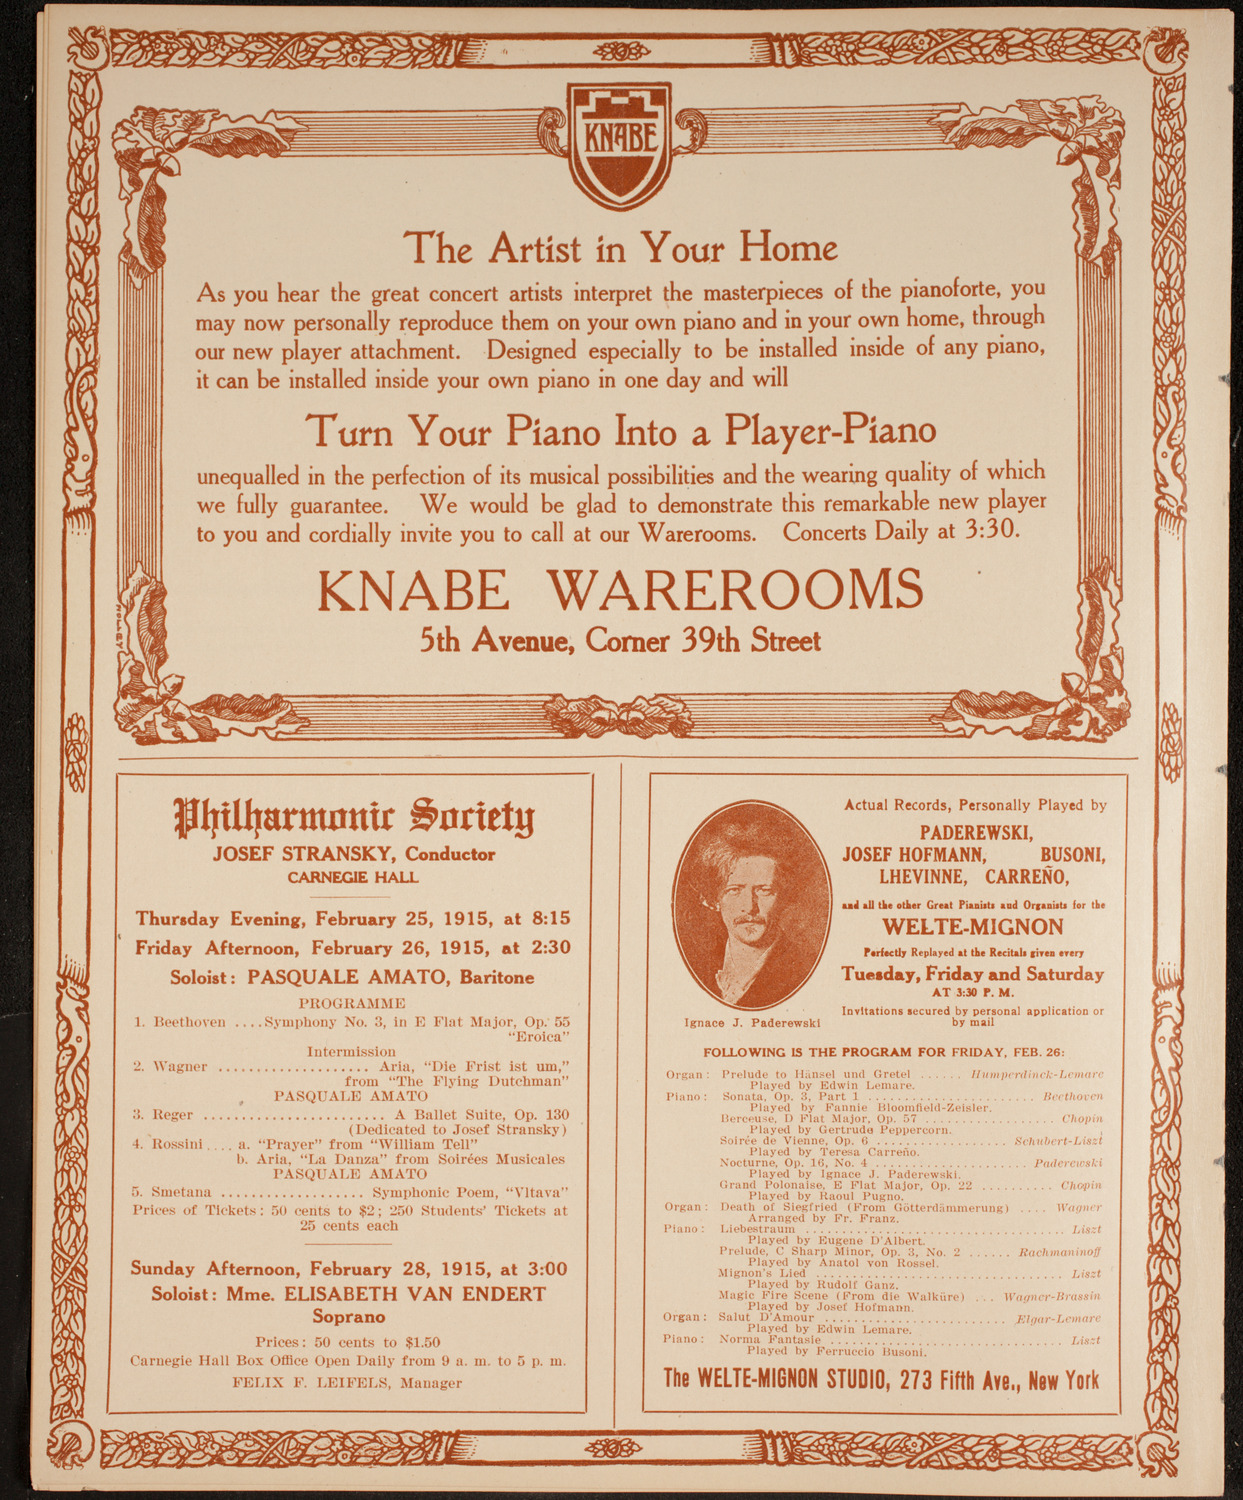 KNABE
The Artist in Your Home
As you hear the great concert artists interpret the masterpieces of the pianoforte, you
may now personally reproduce them on your own piano and in your own home, through
our new player attachment. Designed especially to be installed inside of any piano,
it can be installed inside your own piano in one day and will
Turn Your Piano Into a Player-Piano
unequalled in the perfection of its musical possibilities and the wearing quality of which
we fully guarantee. We would be glad to demonstrate this remarkable new player
to you and cordially invite you to call at our Warerooms. Concerts Daily at 3:30.
KNABE WAREROOMS
5th Avenue, Corner 39th Street
Philharmonic Society
JOSEF STRANSKY, Conductor
CARNEGIE HALL
Thursday Evening, February 25, 1915, at 8:15
Friday Afternoon, February 26, 1915, at 2:30
Soloist: PASQUALE AMATO, Baritone
PROGRAMME
1. Beethoven ....Symphony No. 3, in E Flat Major, Op. 55
"Eroica"
Intermission
2. Wagner ................... Aria, "Die Frist ist um,"
from "The Flying Dutchman"
PASQUALE AMATO
3. Reger ....................... A Ballet Suite, Op. 130
(Dedicated to Josef Stransky)
4. Rossini.... a. "Prayer" from "William Tell"
b. Aria, "La Danza" from Soirées Musicales
PASQUALE AMATO
5. Smetana .................. Symphonic Poem, "Vltava"
Prices of Tickets: 50 cents to $2; 250 Students' Tickets at
25 cents each
Sunday Afternoon, February 28, 1915, at 3:00
Soloist: Mme. ELISABETH VAN ENDERT
Soprano
Prices: 50 cents to $1.50
Carnegie Hall Box Office Open Daily from 9 a. m. to 5 p. m.
FELIX F. LEIFELS, Manager
Ignace J. Paderewski
Actual Records, Personally Played by
PADEREWSKI,
JOSEF HOFMANN, BUSONI,
LHEVINNE, CARREÑO,
and all the other Great Pianists and Organists for the
WELTE-MIGNON
Perfectly Replayed at the Recitals given every
Tuesday, Friday and Saturday
AT 3:30 P. M.
Invitations secured by personal application or
by mail
FOLLOWING IS THE PROGRAM FOR FRIDAY, FEB. 26:
Organ: Prelude to Hänsel und Gretel ...... Humperdinck-Lemare
Played by Edwin Lemare.
Piano: Sonata, Op. 3, Part 1 ....................... Beethoven
Played by Fannie Bloomfield-Zeisler.
Berceuse, D Flat Major, Op. 57 .................. Chopin
Played by Gertrude Peppercorn.
Soirée de Vienne, Op. 6 .................. Schubert-Liszt
Played by Teresa Carreño.
Nocturne, Op. 16, No. 4 ..................... Paderewski
Played by Ignace J. Paderewski.
Grand Polonaise, E Flat Major, Op. 22 .......... Chopin
Played by Raoul Pugno.
Organ: Death of Siegfried (From Götterdämmerung) .... Wagner
Arranged by Fr. Franz.
Piano: Liebestraum .................................... Liszt
Played by Eugene D'Albert.
Prelude, C Sharp Minor, Op. 3, No. 2 ...... Rachmaninoff
Played by Anatol von Rossel.
Mignon's Lied .................................. Liszt
Played by Rudolf Ganz.
Magic Fire Scene (From die Walküre) ... Wagner-Brassin
Played by Josef Hofmann.
Organ: Salut D'Amour ......................... Elgar-Lemare
Played by Edwin Lemare.
Piano: Norma Fantasie ................................. Liszt
Played by Ferruccio Busoni.
The WELTE-MIGNON STUDIO, 273 Fifth Ave., New York